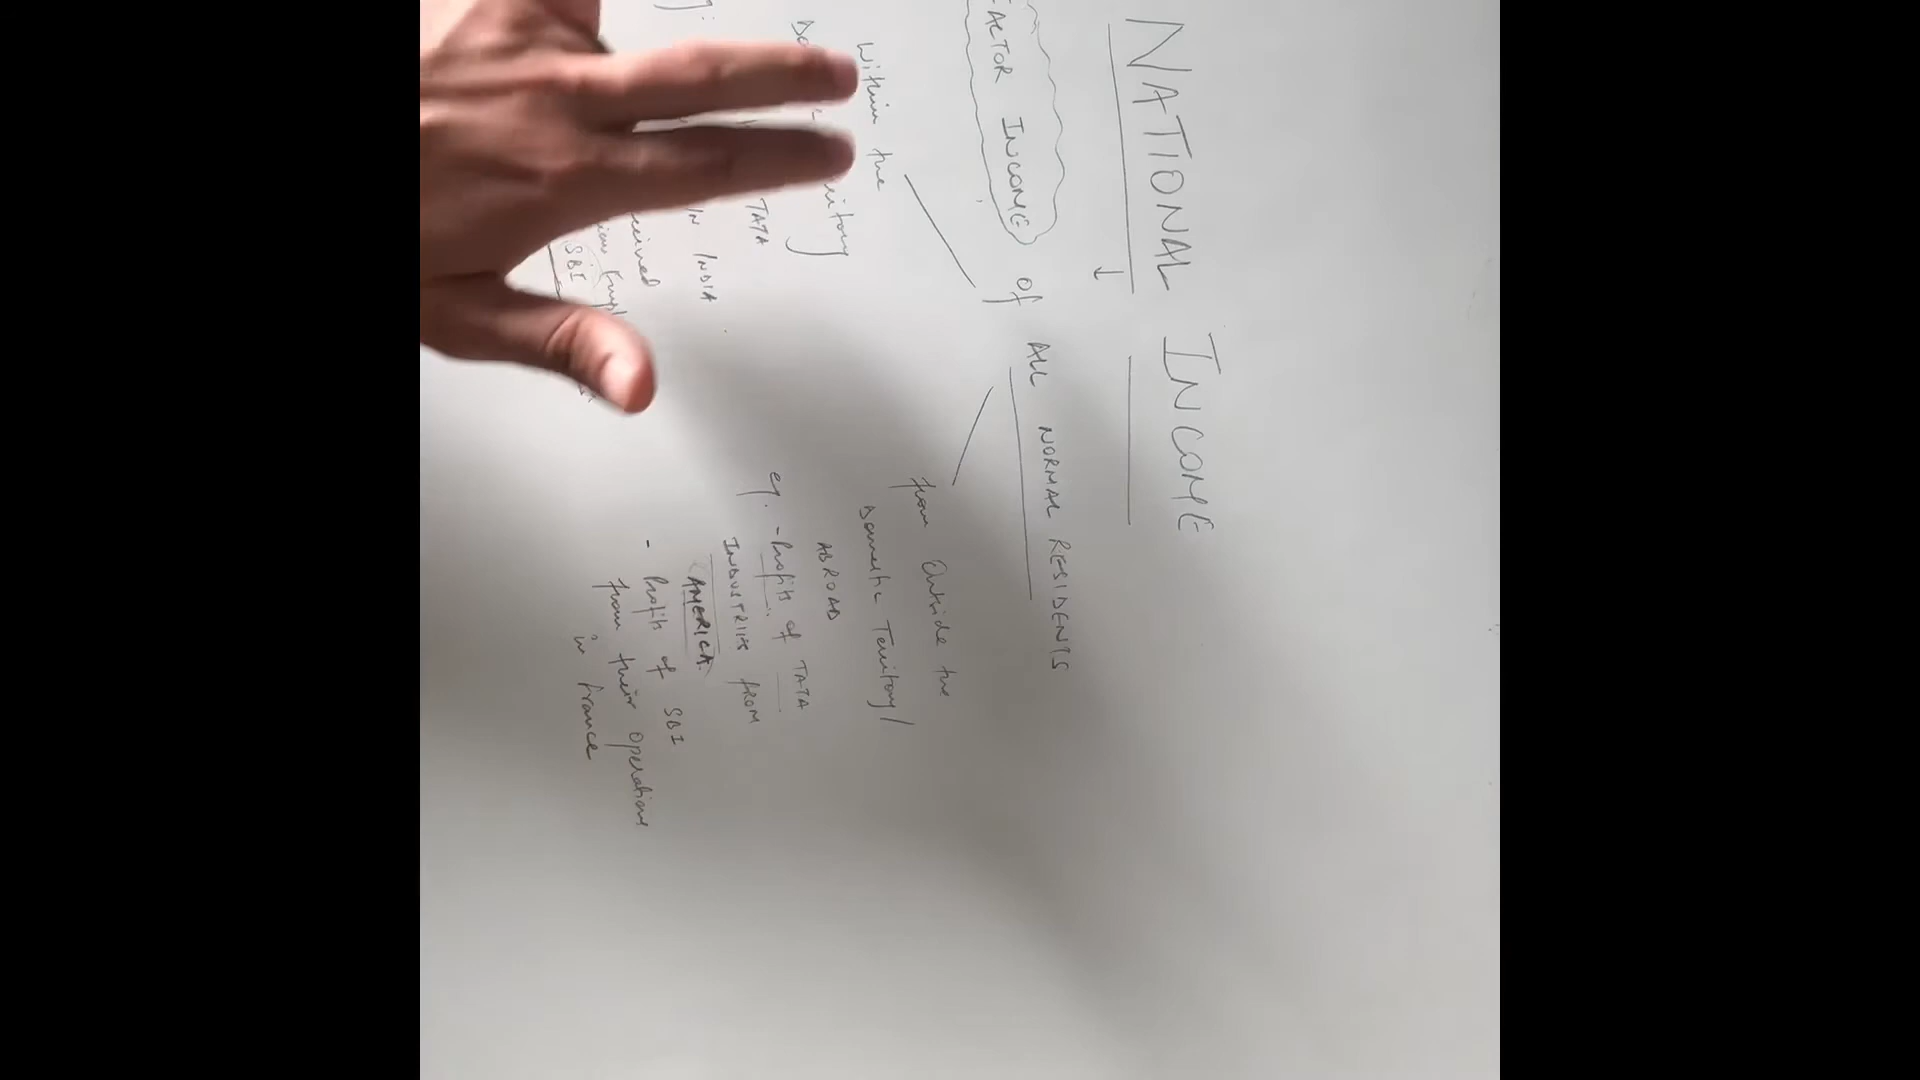 NATIONAL INCOME
↓
FACTOR INCOME of ALL NORMAL RESIDENTS
Within the
TATA
IN INDIA
SBI
from Outside the
Domestic Territory/
ABROAD
eg. - Profits of TATA
INDUSTRIES FROM
AMERICA.
- Profits of SBI
from their operations
in France